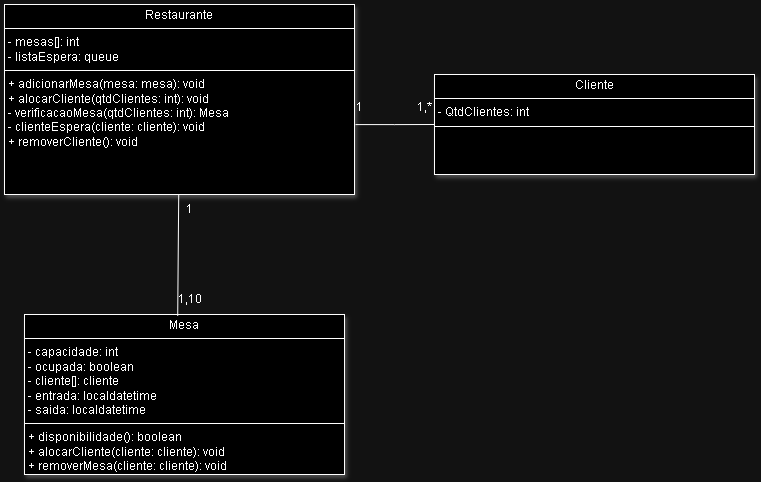 Restaurante
- mesas[]: int
- listaEspera: queue
+ adicionarMesa(mesa: mesa): void
+ alocarCliente(qtdClientes: int): void
- verificacaoMesa(qtdClientes: int): Mesa
- clienteEspera(cliente: cliente): void
+ removerCliente(): void
1
1,*
Cliente
- QtdClientes: int
1
1,10
Mesa
- capacidade: int
- ocupada: boolean
- cliente[]: cliente
- entrada: localdatetime
- saida: localdatetime
+ disponibilidade(): boolean
+ alocarCliente(cliente: cliente): void
+ removerMesa(cliente: cliente): void